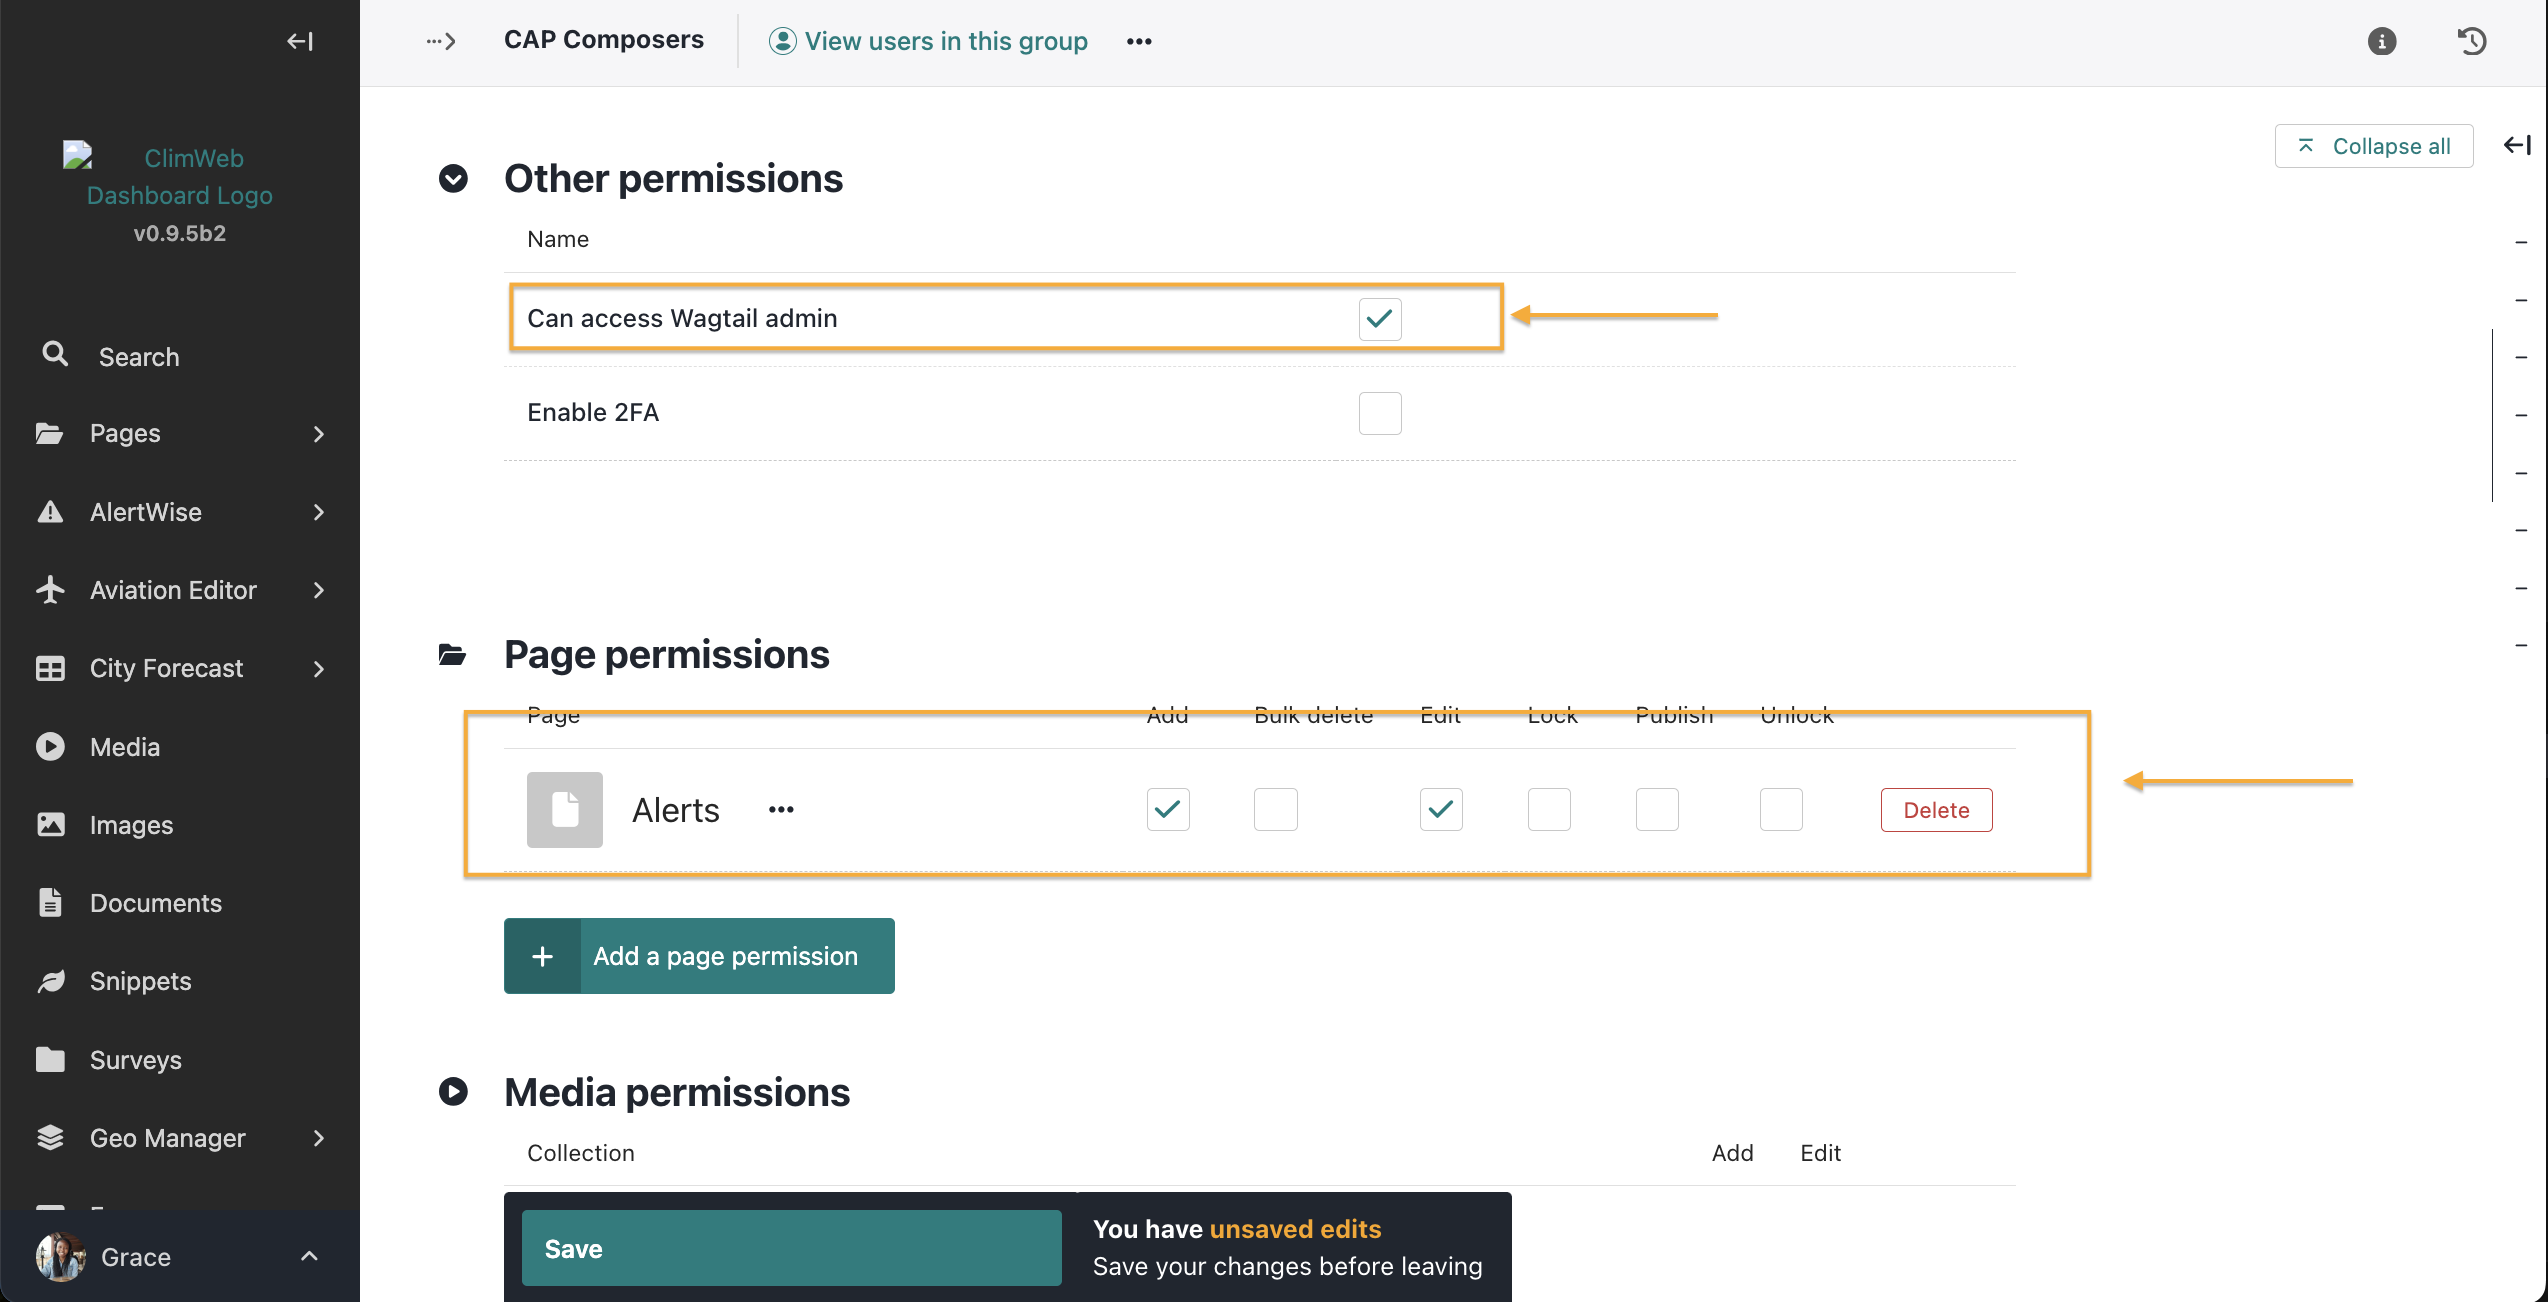 CAP Composers
View users in this group
ClimWeb
Dashboard Logo
v0.9.5b2
Search
Pages
AlertWise
Aviation Editor
City Forecast
Media
Images
Documents
Snippets
Surveys
Geo Manager
Grace
Collapse all
Other permissions
Name
Can access Wagtail admin
Enable 2FA
Page permissions
Page Add Bulk delete Edit Lock Publish Unlock
Alerts Delete
Add a page permission
Media permissions
Collection Add Edit
Save
You have unsaved edits
Save your changes before leaving